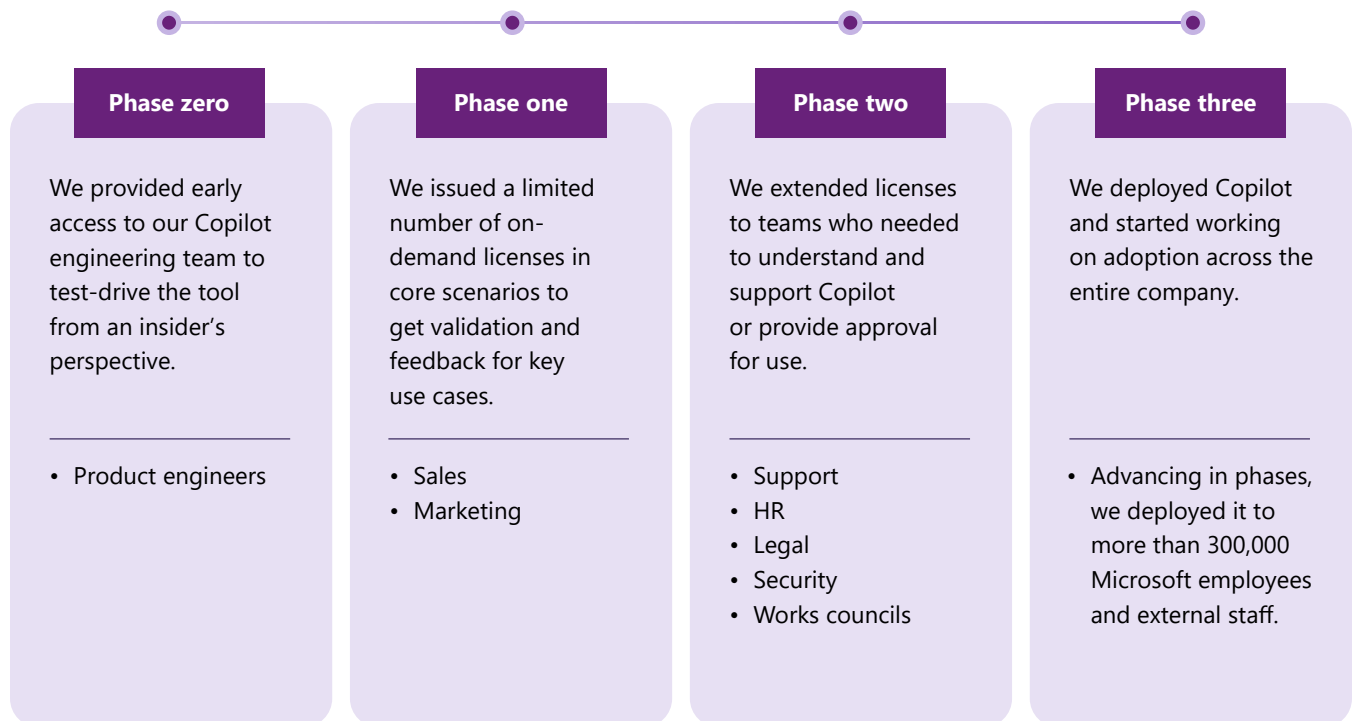 Phase zero
We provided early
access to our Copilot
engineering team to
test-drive the tool
from an insider’s
perspective.
• Product engineers
Phase one
We issued a limited
number of on-
demand licenses in
core scenarios to
get validation and
feedback for key
use cases.
• Sales
• Marketing
Phase two
We extended licenses
to teams who needed
to understand and
support Copilot
or provide approval
for use.
• Support
• HR
• Legal
• Security
• Works councils
Phase three
We deployed Copilot
and started working
on adoption across the
entire company.
• Advancing in phases,
we deployed it to
more than 300,000
Microsoft employees
and external staff.